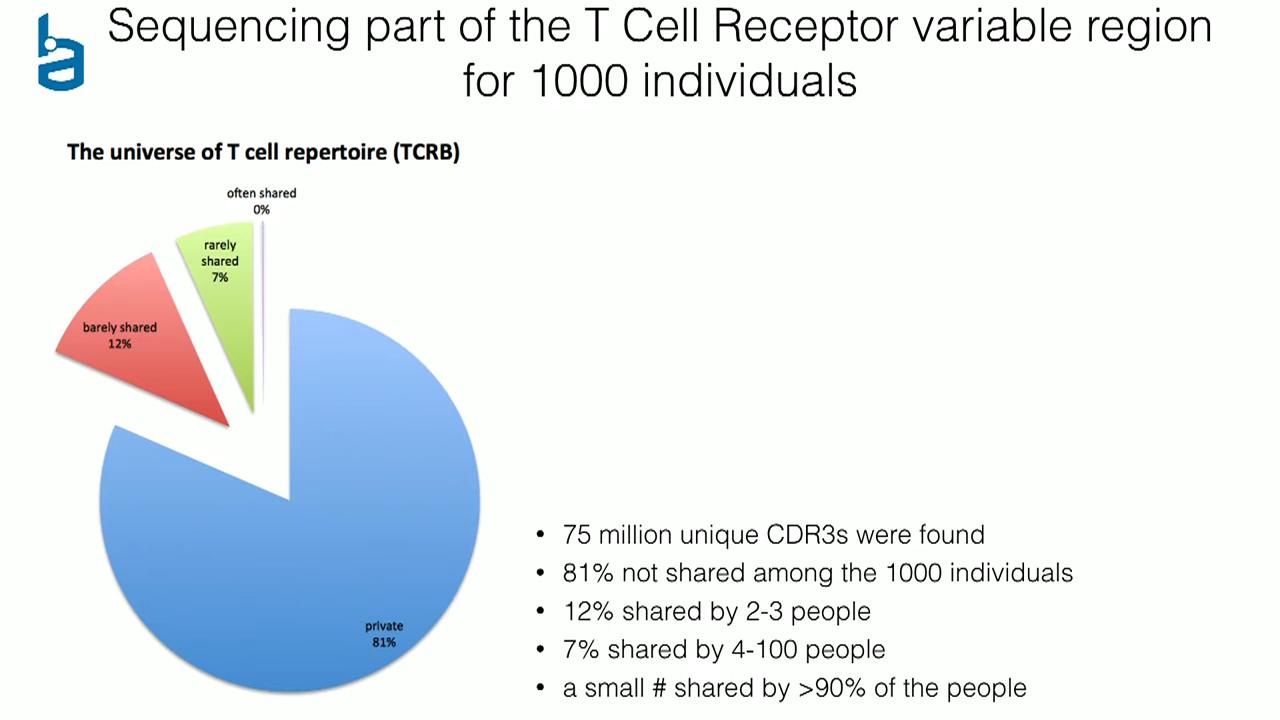 Sequencing part of the T Cell Receptor variable region
for 1000 individuals
The universe of T cell repertoire (TCRB)
often shared
0%
rarely
shared
7%
barely shared
12%
private
81%
• 75 million unique CDR3s were found
• 81% not shared among the 1000 individuals
• 12% shared by 2-3 people
• 7% shared by 4-100 people
• a small # shared by >90% of the people